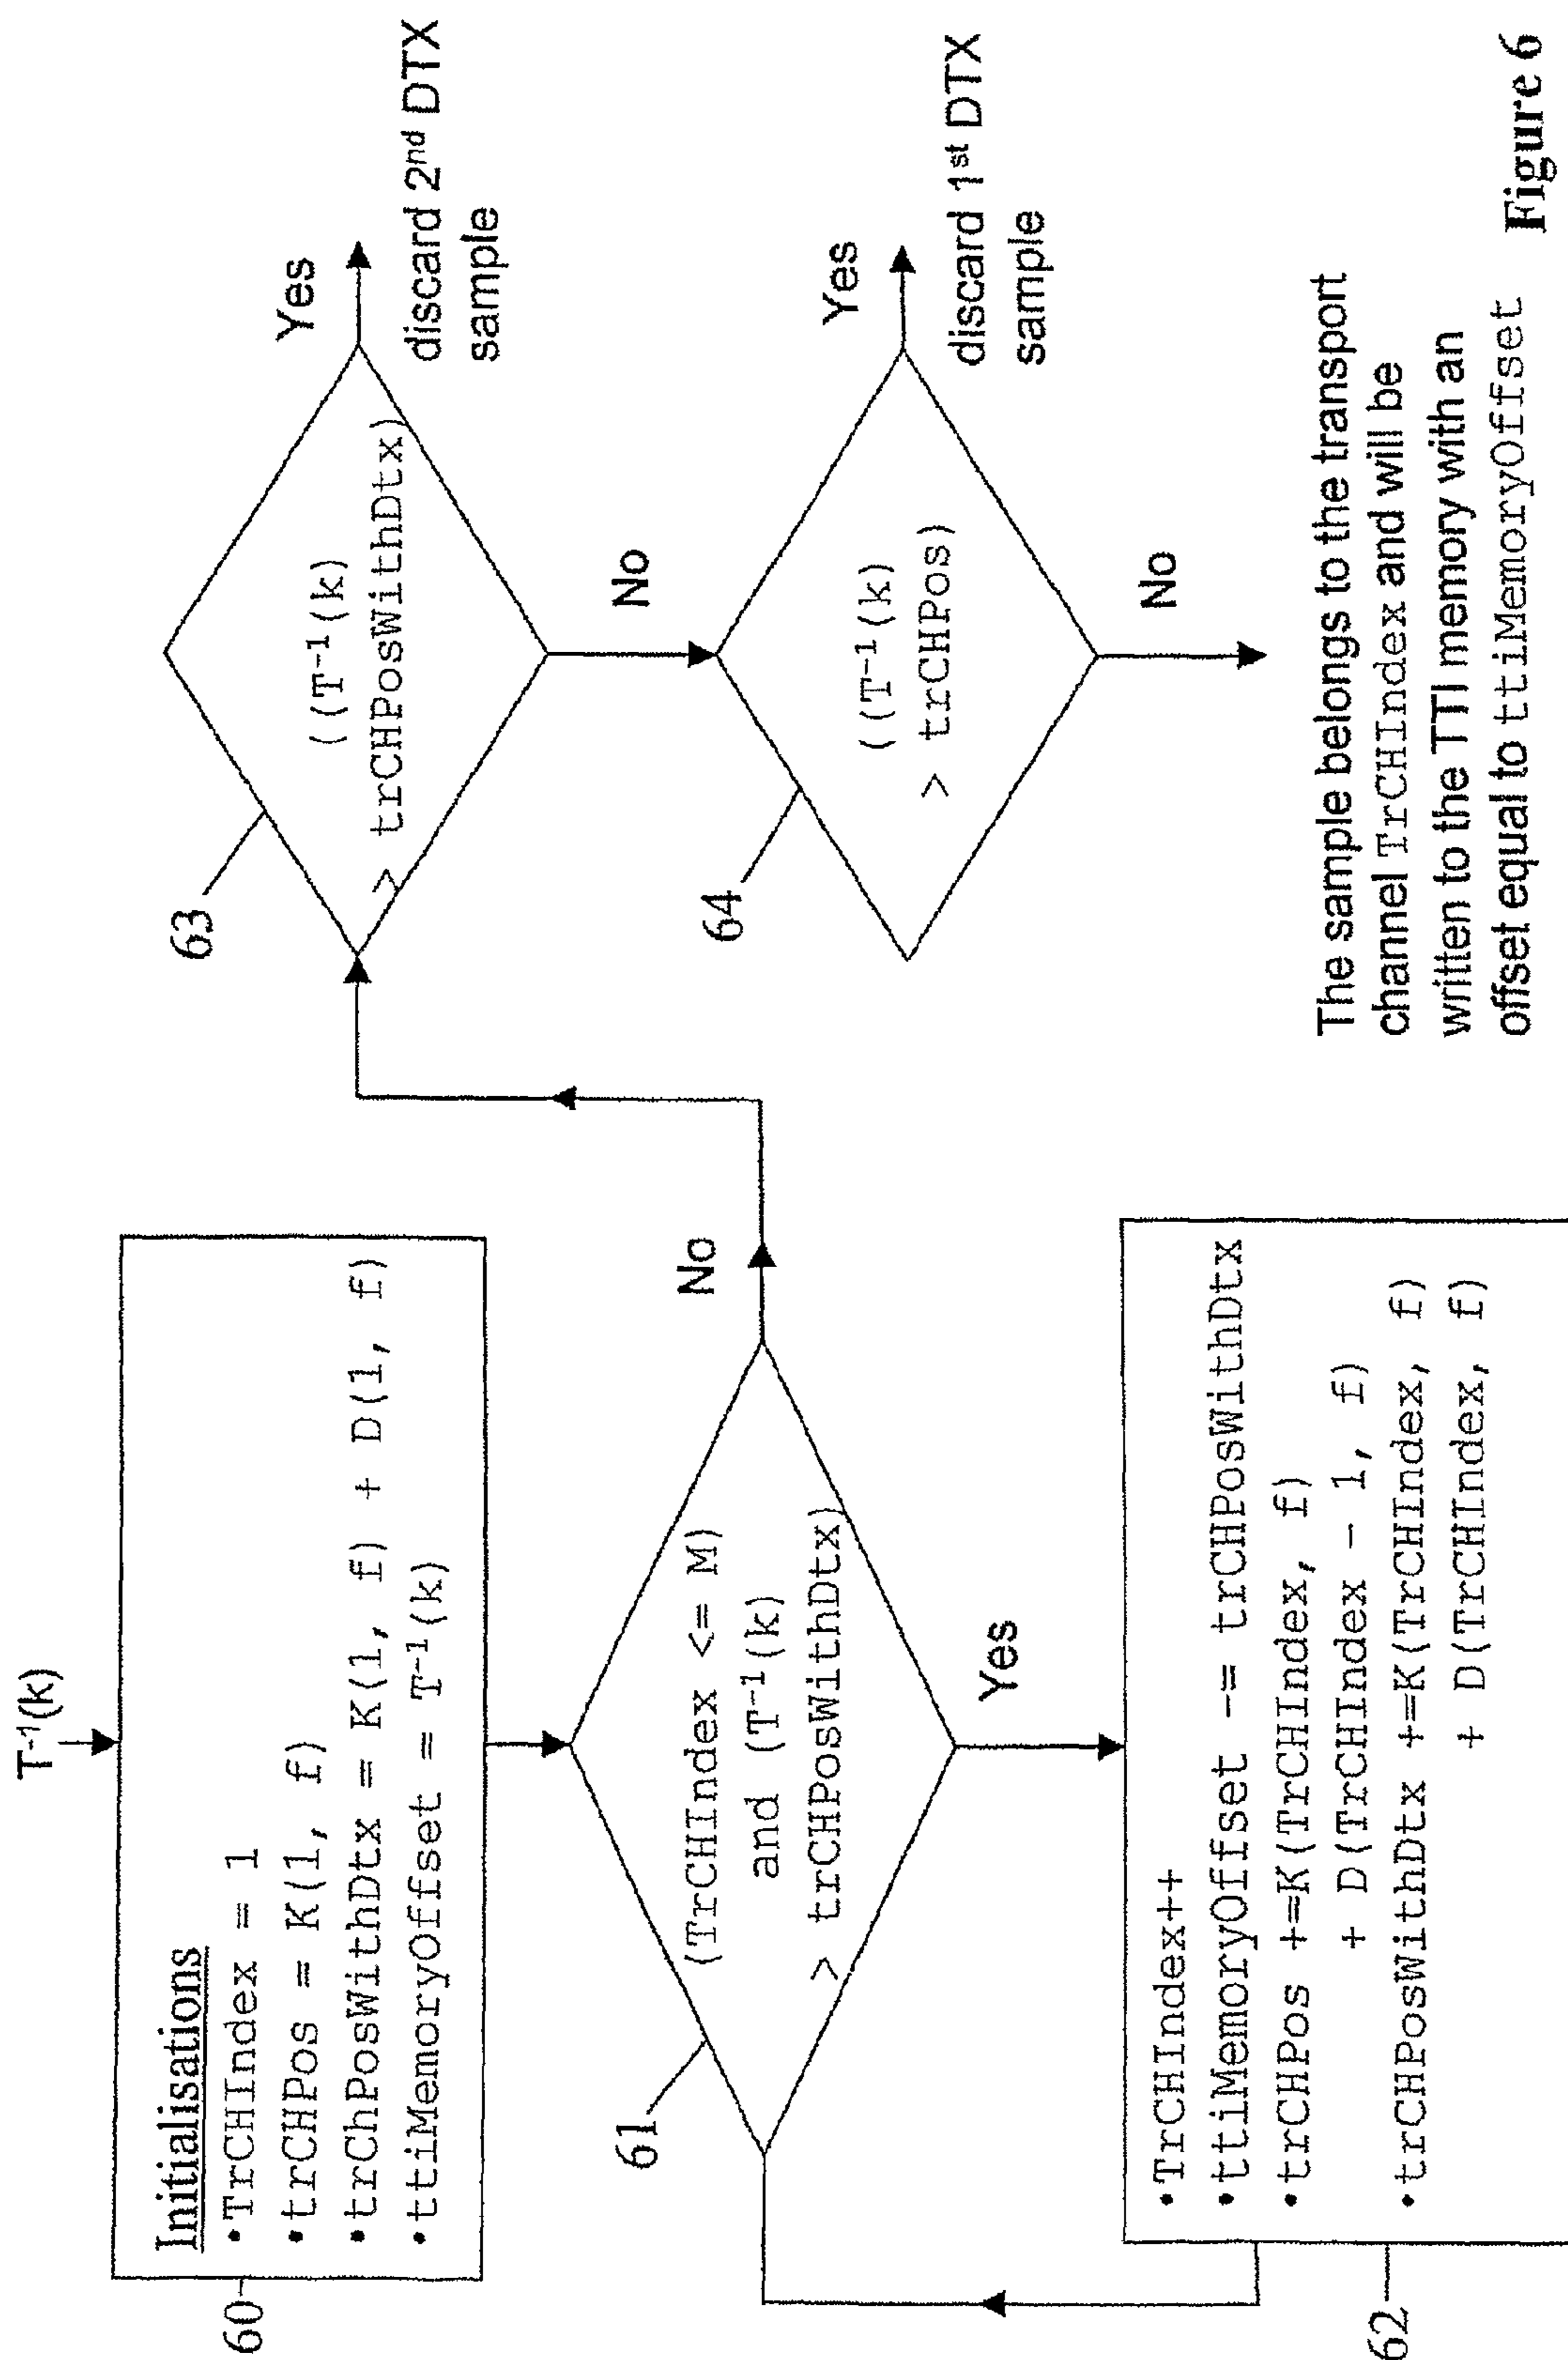 T⁻¹(k)
Initialisations
•TrCHIndex = 1
•trCHPos = K(1, f)
•trChPosWithDtx = K(1, f) + D(1, f)
•ttiMemoryOffset = T⁻¹(k)
60
(TrCHIndex <= M)
and (T⁻¹(k)
> trCHPosWithDtx)
61
No
Yes
•TrCHIndex++
•ttiMemoryOffset -= trCHPosWithDtx
•trCHPos +=K(TrCHIndex, f)
+ D(TrCHIndex - 1, f)
•trCHPosWithDtx +=K(TrCHIndex, f)
+ D(TrCHIndex, f)
62
63
((T⁻¹(k)
> trCHPosWithDtx)
Yes
discard 2nd DTX
sample
No
64
((T⁻¹(k)
> trCHPos)
Yes
discard 1st DTX
sample
No
The sample belongs to the transport
channel TrCHIndex and will be
written to the TTI memory with an
offset equal to ttiMemoryOffset
Figure 6